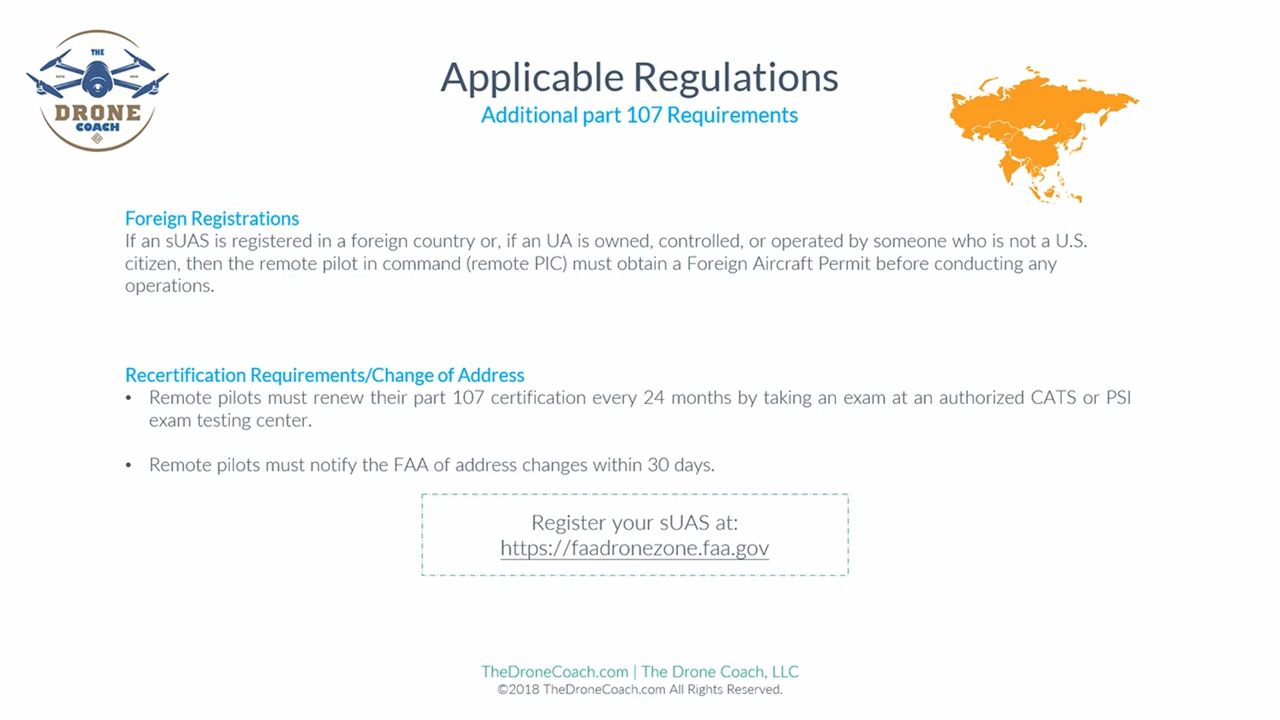 THE
DRONE
COACH
Applicable Regulations
Additional part 107 Requirements
Foreign Registrations
If an sUAS is registered in a foreign country or, if an UA is owned, controlled, or operated by someone who is not a U.S.
citizen, then the remote pilot in command (remote PIC) must obtain a Foreign Aircraft Permit before conducting any
operations.
Recertification Requirements/Change of Address
• Remote pilots must renew their part 107 certification every 24 months by taking an exam at an authorized CATS or PSI
exam testing center.
• Remote pilots must notify the FAA of address changes within 30 days.
Register your sUAS at:
https://faadronezone.faa.gov
TheDroneCoach.com | The Drone Coach, LLC
©2018 TheDroneCoach.com All Rights Reserved.